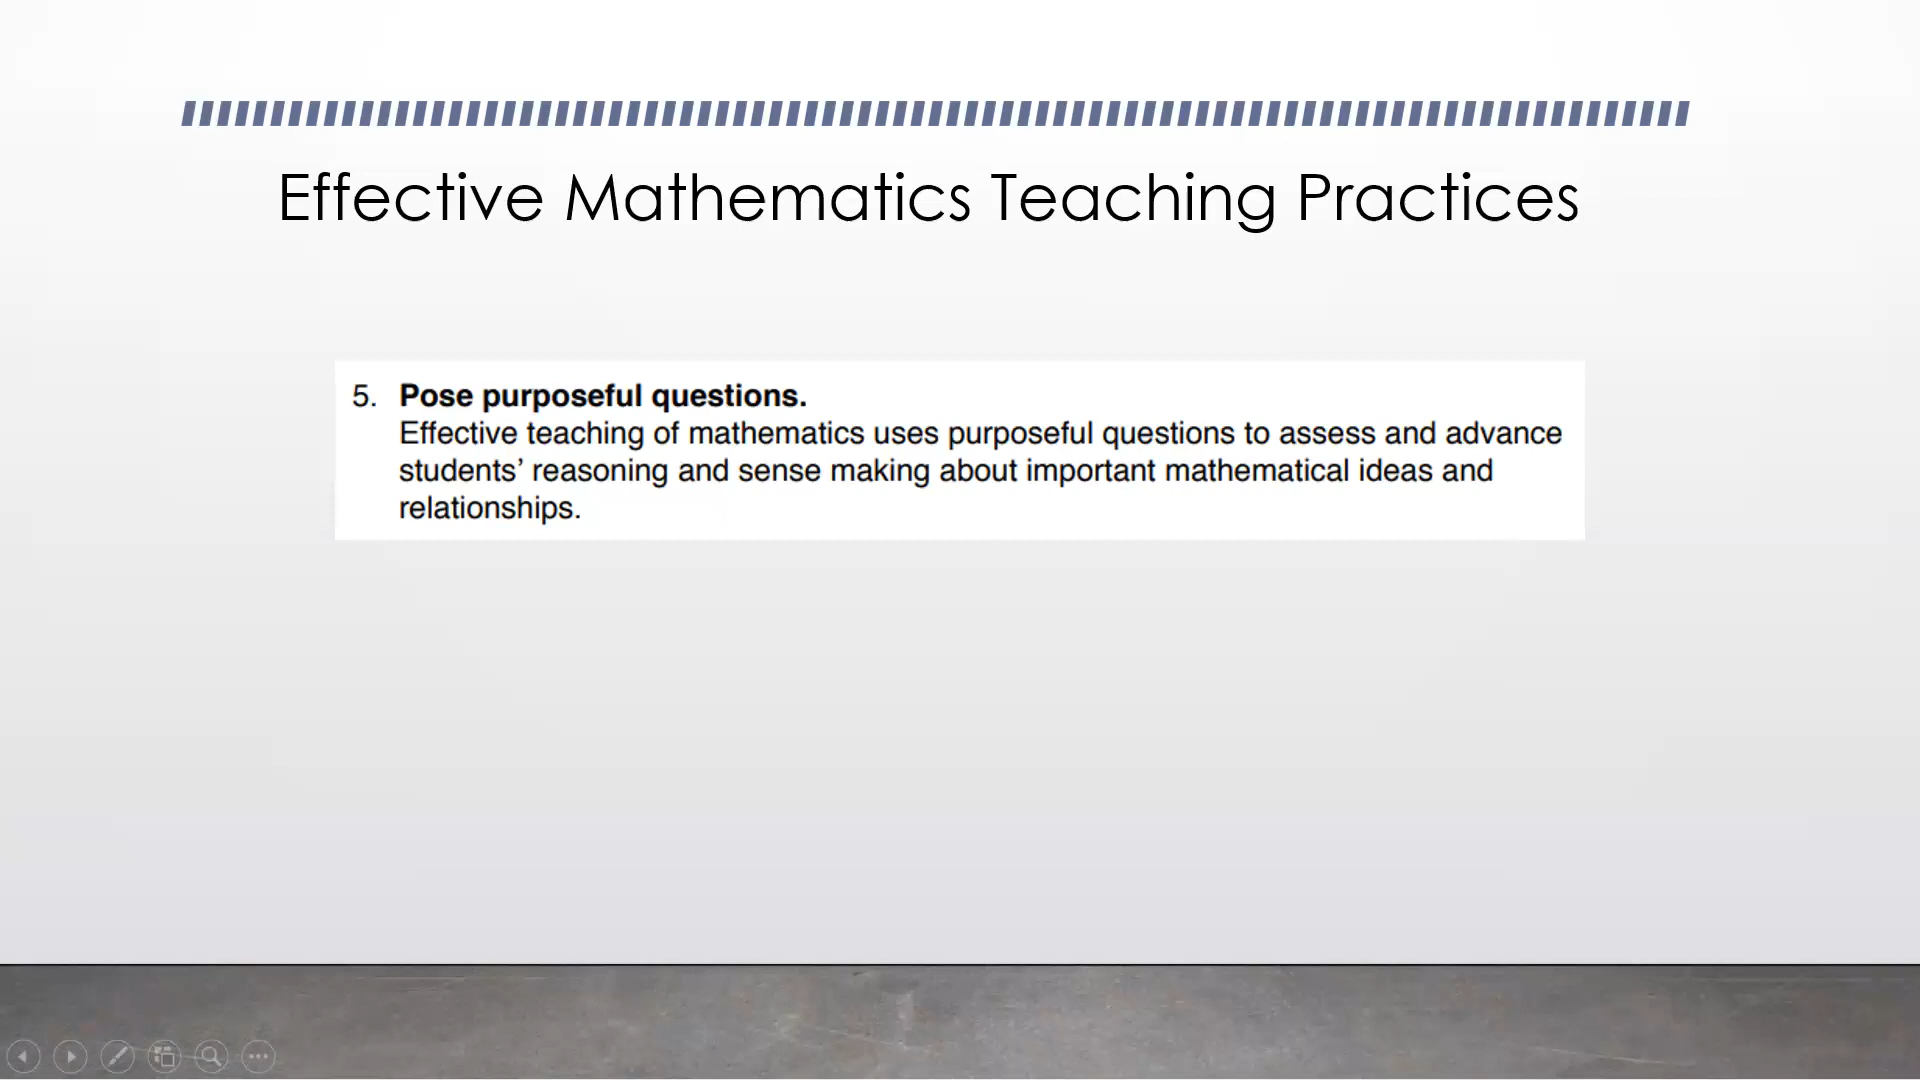 Effective Mathematics Teaching Practices
5. Pose purposeful questions.
Effective teaching of mathematics uses purposeful questions to assess and advance
students’ reasoning and sense making about important mathematical ideas and
relationships.